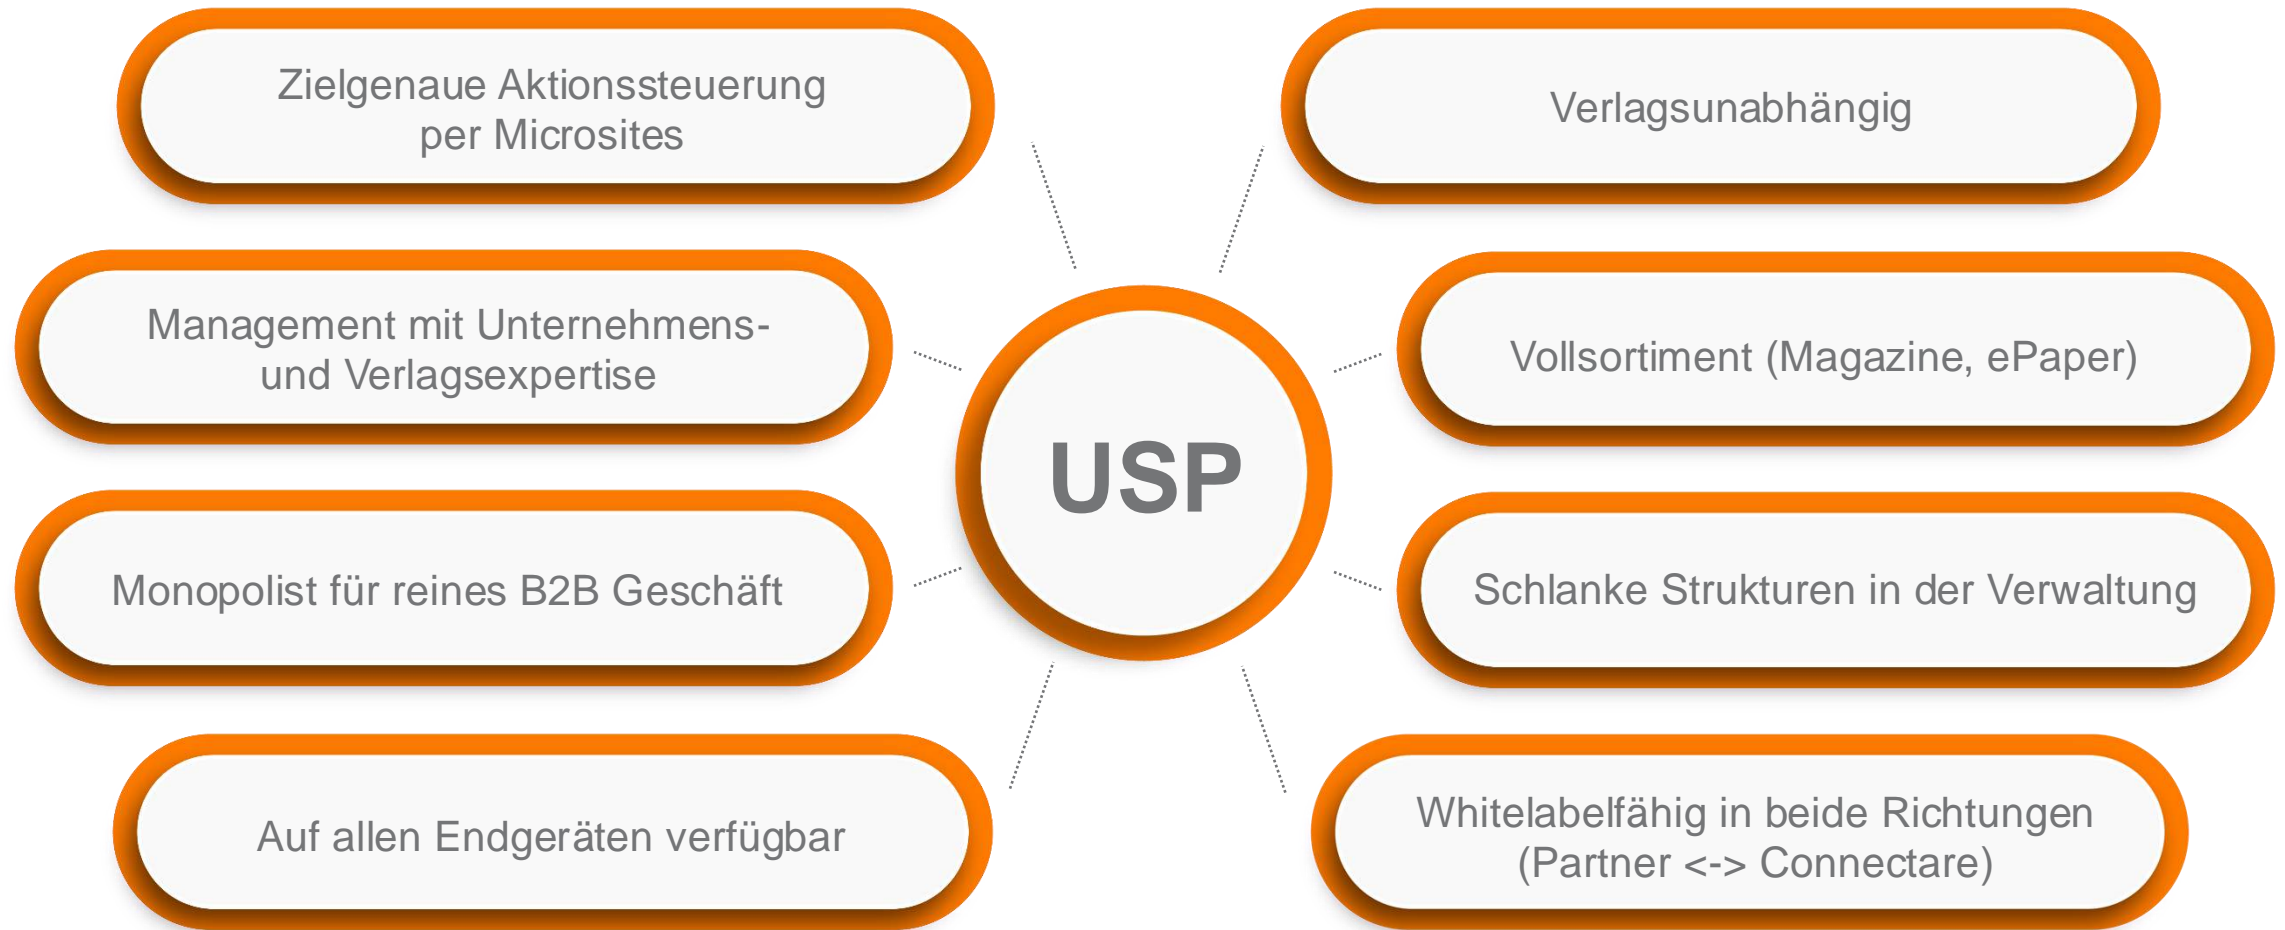 Zielgenaue Aktionssteuerung
per Microsites
Verlagsunabhängig
Management mit Unternehmens-
und Verlagsexpertise
Vollsortiment (Magazine, ePaper)
USP
Monopolist für reines B2B Geschäft
Schlanke Strukturen in der Verwaltung
Auf allen Endgeräten verfügbar
Whitelabelfähig in beide Richtungen
(Partner <-> Connectare)